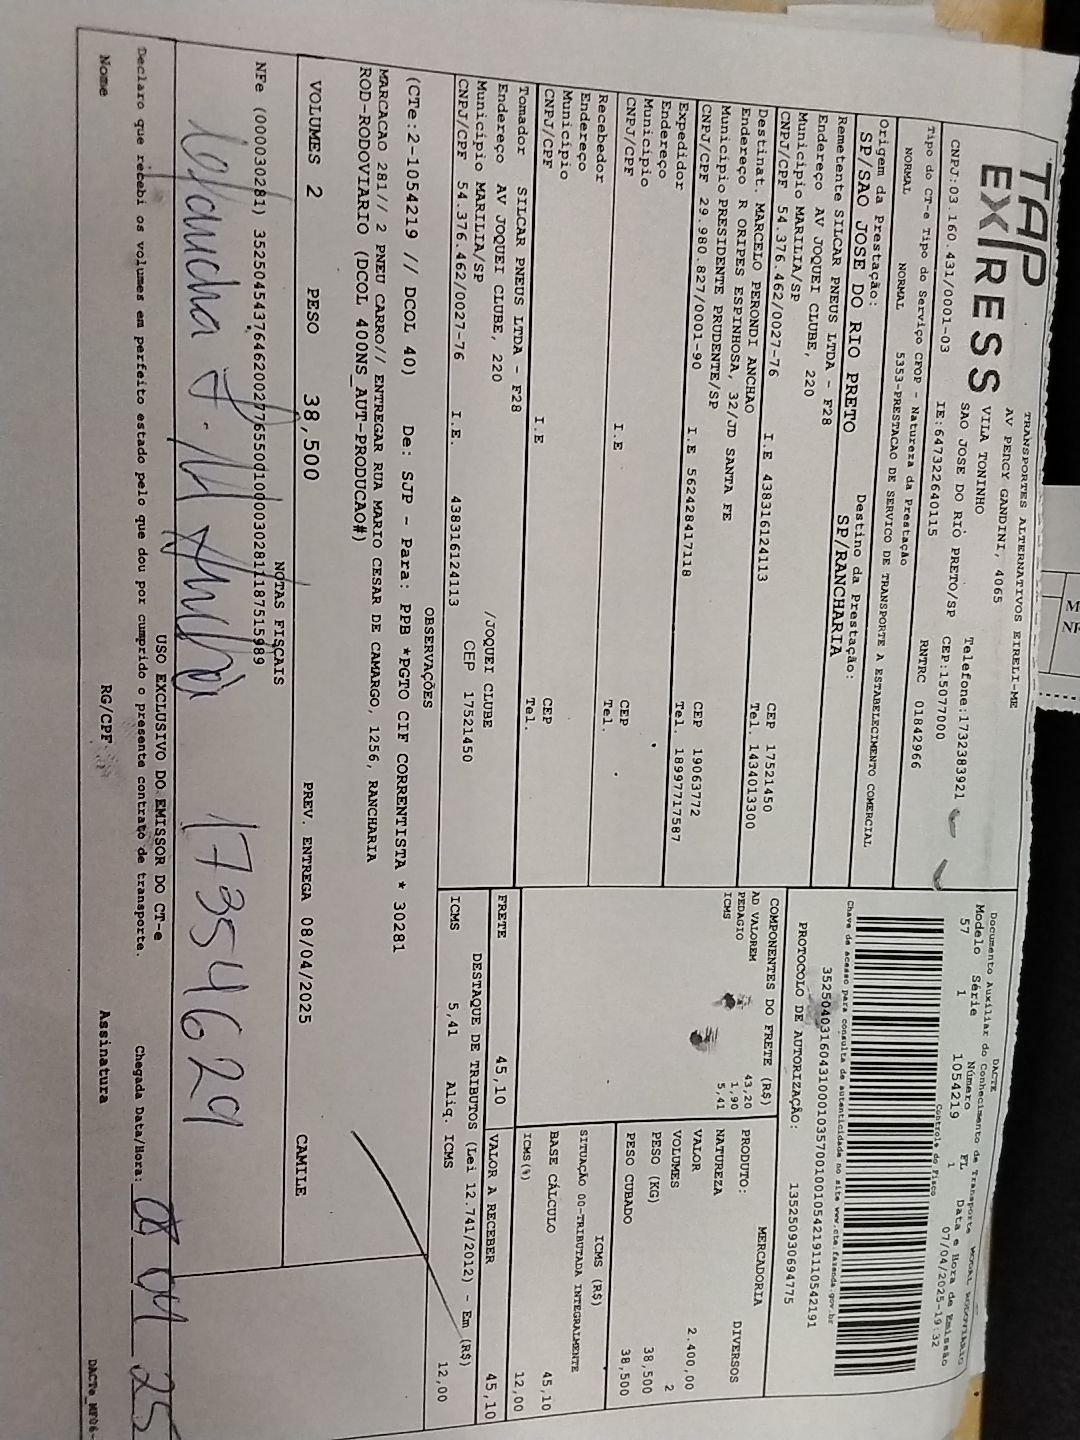 TAP
EX/RESS
TRANSPORTES ALTERNATIVOS EIRELI-ME
AV PERCY GANDINI, 4065
VILA TONINHO
SAO JOSE DO RIO PRETO/SP CEP:15077000
CNPJ:03.160.431/0001-03 IE:647322640115 Telefone:1732383921
Tipo do CT-e Tipo do Serviço CFOP - Natureza da Prestação RNTRC 01842966
NORMAL NORMAL 5353-PRESTACAO DE SERVICO DE TRANSPORTE A ESTABELECIMENTO COMERCIAL
Origem da Prestação: Destino da Prestação:
SP/SAO JOSE DO RIO PRETO SP/RANCHARIA
Remetente SILCAR PNEUS LTDA - F28
Endereço AV JOQUEI CLUBE, 220
Município MARILIA/SP CEP 17521450
CNPJ/CPF 54.376.462/0027-76 I.E 438316124113 Tel. 1434013300
Destinat. MARCELO PERONDI ANCHAO
Endereço R ORIPES ESPINHOSA, 32/JD SANTA FE
Município PRESIDENTE PRUDENTE/SP CEP 19063772
CNPJ/CPF 29.980.827/0001-90 I.E 562428417118 Tel. 18997717587
Expedidor
Endereço
Município CEP
CNPJ/CPF I.E Tel.
Recebedor
Endereço
Município CEP
CNPJ/CPF I.E Tel.
Tomador SILCAR PNEUS LTDA - F28
Endereço AV JOQUEI CLUBE, 220 /JOQUEI CLUBE
Município MARILIA/SP CEP 17521450
CNPJ/CPF 54.376.462/0027-76 I.E. 438316124113
DACTE
Documento Auxiliar do Conhecimento de Transporte MODAL RODOVIÁRIO
Modelo Série Número FL Data e Hora de Emissão
57 1 1054219 1 07/04/2025-19:32
Controle do Fisco
Chave de acesso para consulta de autenticidade no site www.cte.fazenda.gov.br
PROTOCOLO DE AUTORIZAÇÃO: 135250930694775
COMPONENTES DO FRETE (R$)
AD VALOREM 43,20
PEDAGIO 1,90
ICMS 5,41
FRETE 45,10
MERCADORIA
PRODUTO: DIVERSOS
NATUREZA
VALOR 2.400,00
VOLUMES 2
PESO (KG) 38,500
PESO CUBADO 38,500
ICMS (R$)
SITUAÇÃO 00-TRIBUTADA INTEGRALMENTE
BASE CÁLCULO 45,10
ICMS(%) 12,00
VALOR A RECEBER 45,10
DESTAQUE DE TRIBUTOS (Lei 12.741/2012) - Em (R$)
ICMS 5,41 Aliq. ICMS 12,00
OBSERVAÇÕES
(CTe:2-1054219 // DCOL 40) De: SJP - Para: PPB *PGTO CIF CORRENTISTA * 30281
MARCACAO 281// 2 PNEU CARRO// ENTREGAR RUA MARIO CESAR DE CAMARGO, 1256, RANCHARIA
ROD-RODOVIARIO (DCOL 400NS_AUT-PRODUCAO#)
VOLUMES 2 PESO 38,500 PREV. ENTREGA 08/04/2025 CAMILE
NOTAS FISCAIS
17354629
USO EXCLUSIVO DO EMISSOR DO CT-e
Declaro que recebi os volumes em perfeito estado pelo que dou por cumprido o presente contrato de transporte. Chegada Data/Hora: 08 04 25
Nome RG/CPF Assinatura